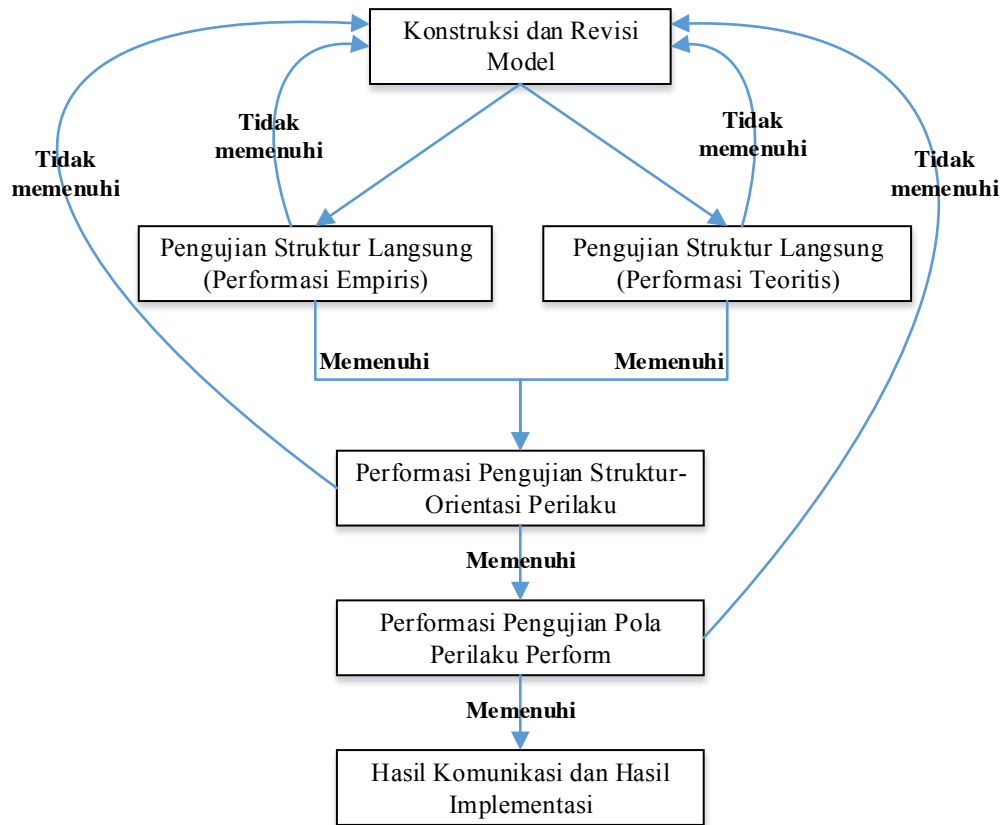 Konstruksi dan Revisi
Model
Tidak
memenuhi
Tidak
memenuhi
Tidak
memenuhi
Tidak
memenuhi
Pengujian Struktur Langsung
(Performasi Empiris)
Pengujian Struktur Langsung
(Performasi Teoritis)
Memenuhi
Memenuhi
Performasi Pengujian Struktur-
Orientasi Perilaku
Memenuhi
Performasi Pengujian Pola
Perilaku Perform
Memenuhi
Hasil Komunikasi dan Hasil
Implementasi